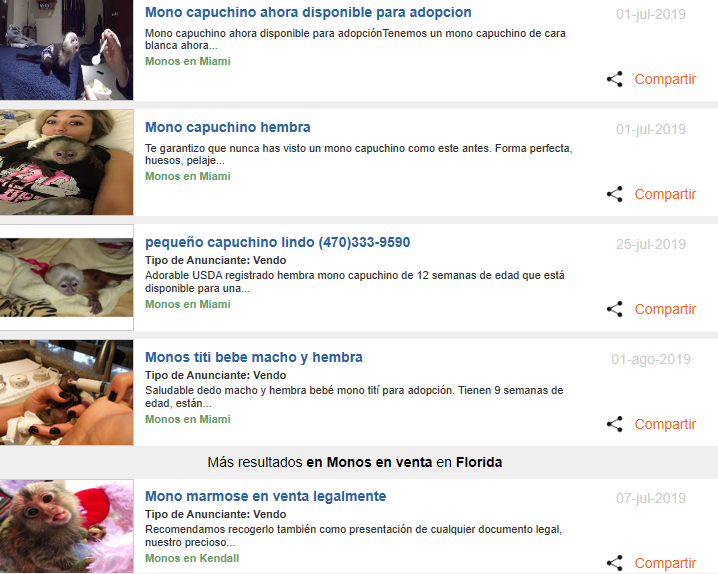 Mono capuchino ahora disponible para adopcion
01-jul-2019
Mono capuchino ahora disponible para adopciónTenemos un mono capuchino de cara
blanca ahora...
Monos en Miami
Compartir
Mono capuchino hembra
01-jul-2019
Te garantizo que nunca has visto un mono capuchino como este antes. Forma perfecta,
huesos, pelaje...
Monos en Miami
Compartir
pequeño capuchino lindo (470)333-9590
25-jul-2019
Tipo de Anunciante: Vendo
Adorable USDA registrado hembra mono capuchino de 12 semanas de edad que está
disponible para una...
Monos en Miami
Compartir
Monos titi bebe macho y hembra
01-ago-2019
Tipo de Anunciante: Vendo
Saludable dedo macho y hembra bebé mono tití para adopción. Tienen 9 semanas de
edad, están...
Monos en Miami
Compartir
Más resultados en Monos en venta en Florida
Mono marmose en venta legalmente
07-jul-2019
Tipo de Anunciante: Vendo
Recomendamos recogerlo también como presentación de cualquier documento legal,
nuestro precioso...
Monos en Kendall
Compartir